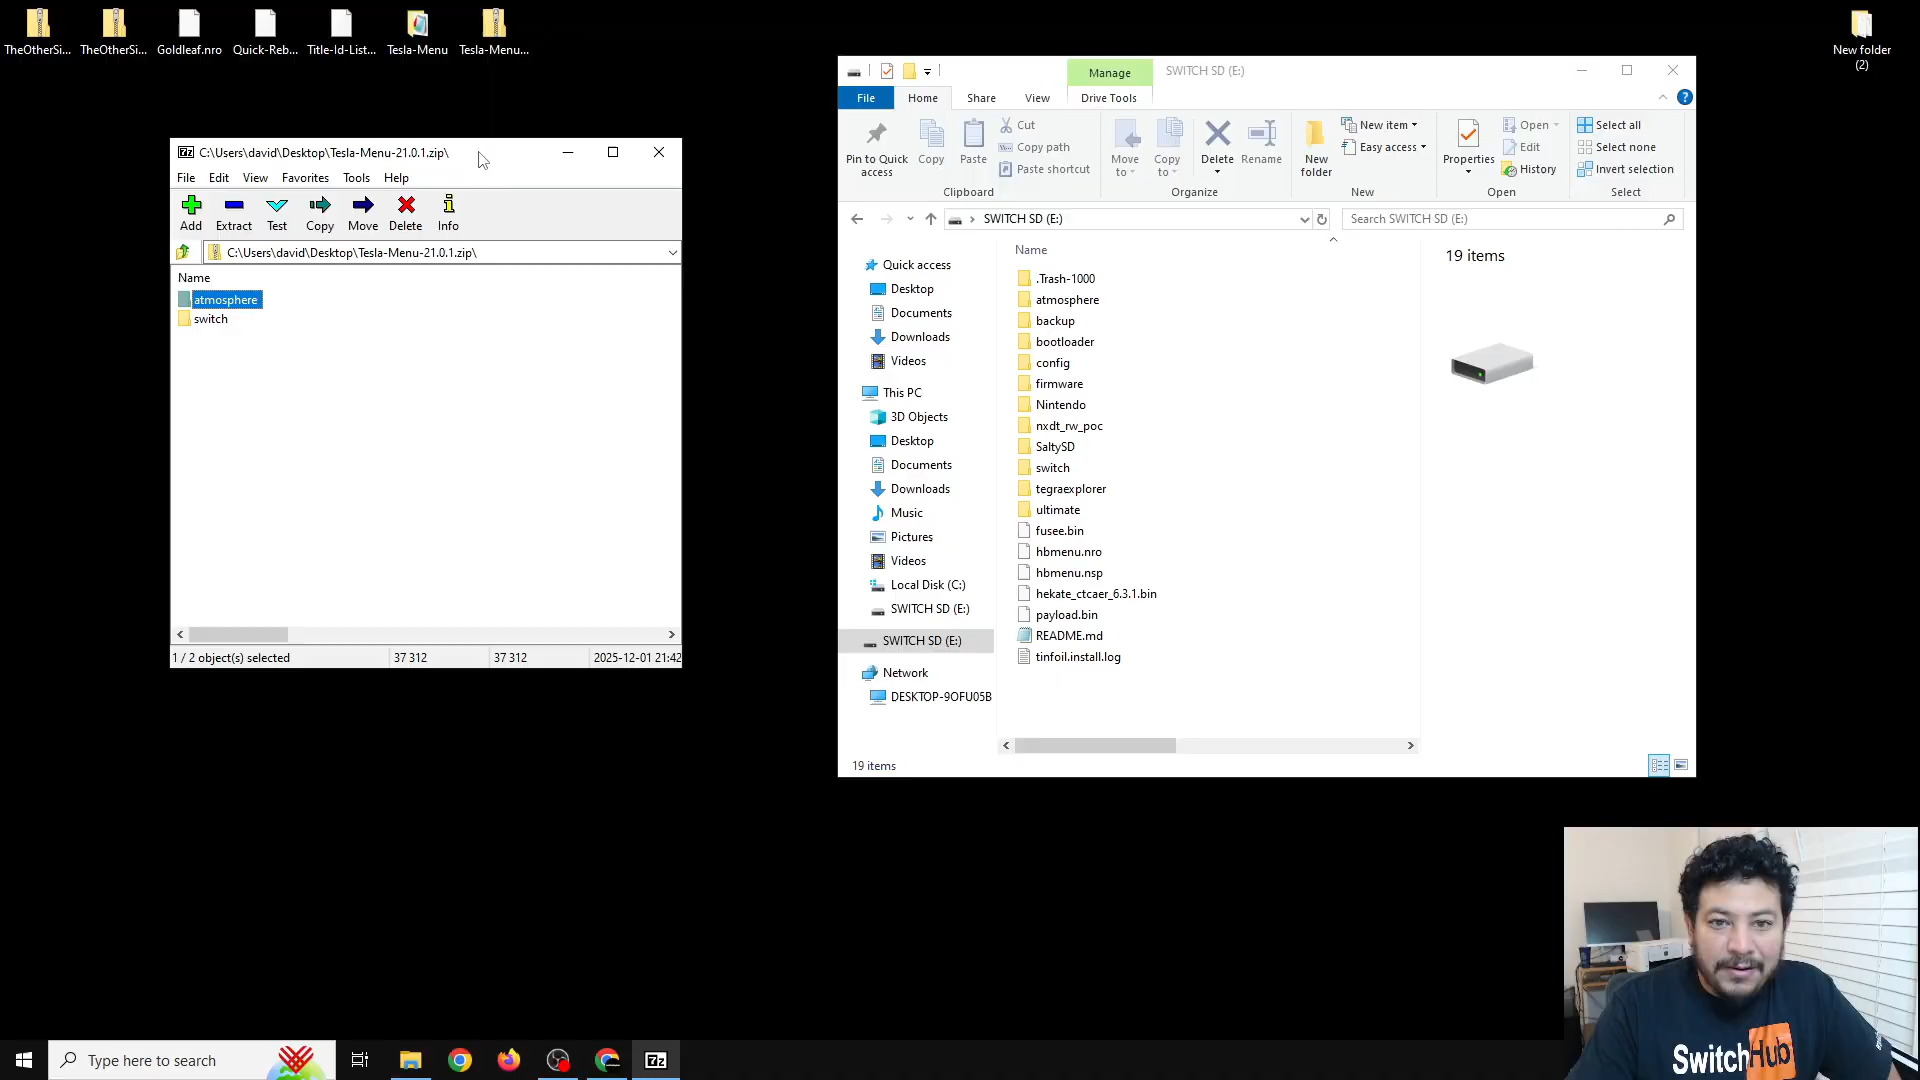 TheOtherSi...
TheOtherSi...
Goldleaf.nro
Quick-Reb...
Title-Id-List...
Tesla-Menu
Tesla-Menu...
New folder
(2)
C:\Users\david\Desktop\Tesla-Menu-21.0.1.zip\
File Edit View Favorites Tools Help
Add Extract Test Copy Move Delete Info
C:\Users\david\Desktop\Tesla-Menu-21.0.1.zip\
Name
atmosphere
switch
1 / 2 object(s) selected 37 312 37 312 2025-12-01 21:42
Manage SWITCH SD (E:)
File Home Share View Drive Tools
Pin to Quick
access
Copy
Paste
Cut
Copy path
Paste shortcut
Clipboard
Move
to
Copy
to
Delete
Rename
Organize
New
folder
New item
Easy access
New
Properties
Open
Edit
History
Open
Select all
Select none
Invert selection
Select
SWITCH SD (E:)
Search SWITCH SD (E:)
Quick access
Desktop
Documents
Downloads
Videos
This PC
3D Objects
Desktop
Documents
Downloads
Music
Pictures
Videos
Local Disk (C:)
SWITCH SD (E:)
SWITCH SD (E:)
Network
DESKTOP-9OFU05B
Name
.Trash-1000
atmosphere
backup
bootloader
config
firmware
Nintendo
nxdt_rw_poc
SaltySD
switch
tegraexplorer
ultimate
fusee.bin
hbmenu.nro
hbmenu.nsp
hekate_ctcaer_6.3.1.bin
payload.bin
README.md
tinfoil.install.log
19 items
19 items
SwitchHub
Type here to search
7z